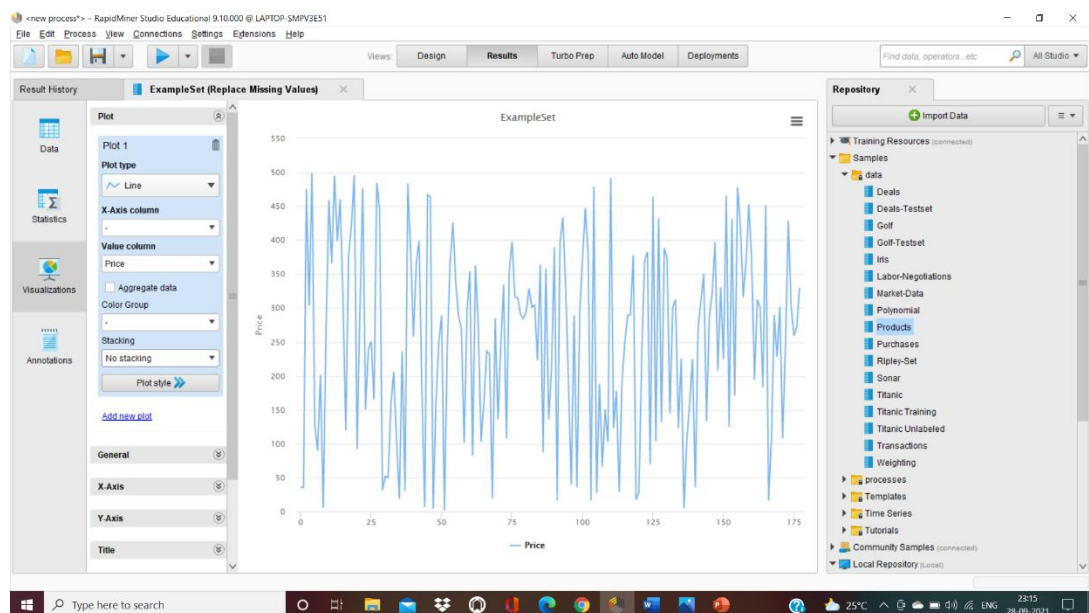 <new process*> – RapidMiner Studio Educational 9.10.000 @ LAPTOP-SMPV3E51
File Edit Process View Connections Settings Extensions Help
Views: Design Results Turbo Prep Auto Model Deployments
Find data, operators...etc
All Studio
Result History
ExampleSet (Replace Missing Values)
Data
Statistics
Visualizations
Annotations
Plot
Plot 1
Plot type
Line
X-Axis column
-
Value column
Price
Aggregate data
Color Group
-
Stacking
No stacking
Plot style
Add new plot
General
X-Axis
Y-Axis
Title
ExampleSet
Price
550
500
450
400
350
300
250
200
150
100
50
0
0 25 50 75 100 125 150 175
Price
Repository
Import Data
Training Resources (connected)
Samples
data
Deals
Deals-Testset
Golf
Golf-Testset
Iris
Labor-Negotiations
Market-Data
Polynomial
Products
Purchases
Ripley-Set
Sonar
Titanic
Titanic Training
Titanic Unlabeled
Transactions
Weighting
processes
Templates
Time Series
Tutorials
Community Samples (connected)
Local Repository (Local)
Type here to search
25°C
ENG
23:15
28-09-2021